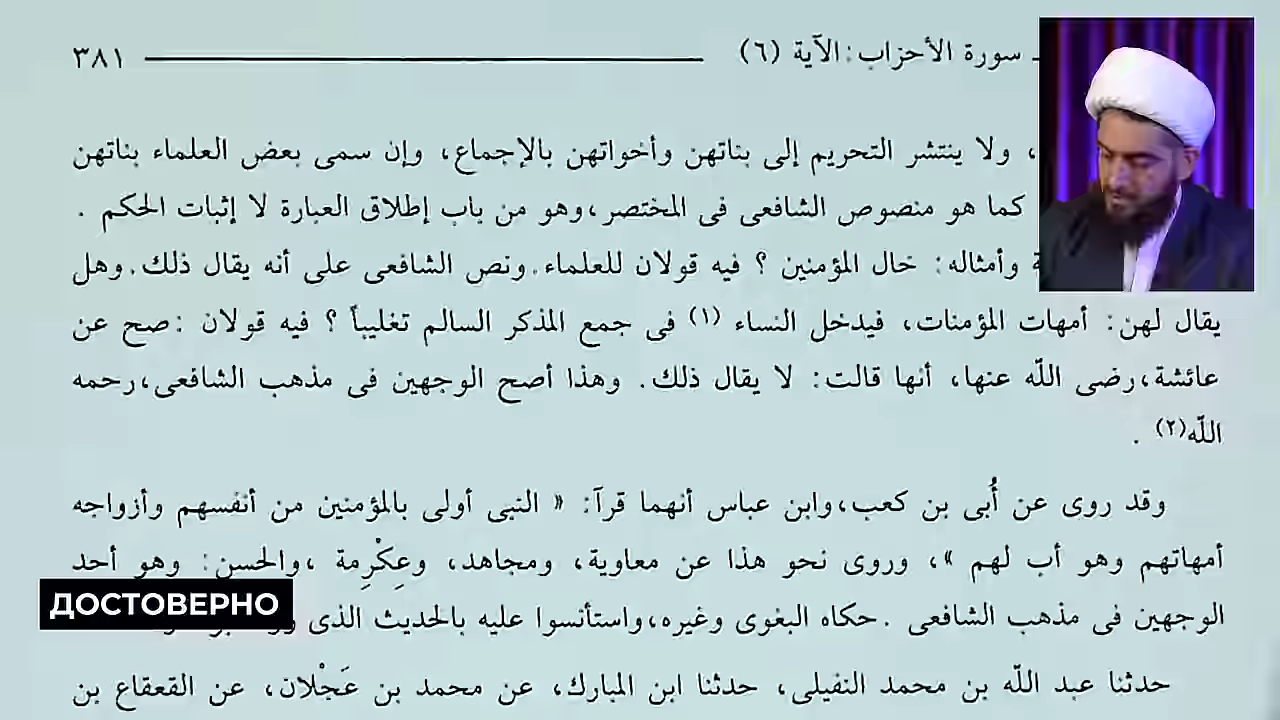 سورة الأحزاب: الآية (٦) ٣٨١
، ولا ينتشر التحريم إلى بناتهن وأخواتهن بالإجماع، وإن سمى بعض العلماء بناتهن
كما هو منصوص الشافعى فى المختصر،وهو من باب إطلاق العبارة لا إثبات الحكم .
وأمثاله: خال المؤمنين ؟ فيه قولان للعلماء.ونص الشافعى على أنه يقال ذلك.وهل
يقال لهن: أمهات المؤمنات، فيدخل النساء (١) فى جمع المذكر السالم تغليباً ؟ فيه قولان :صح عن
عائشة،رضى الله عنها، أنها قالت: لا يقال ذلك. وهذا أصح الوجهين فى مذهب الشافعى،رحمه
الله(٢) .
وقد روى عن أُبى بن كعب،وابن عباس أنهما قرآ: « النبى أولى بالمؤمنين من أنفسهم وأزواجه
أمهاتهم وهو أب لهم »، وروى نحو هذا عن معاوية، ومجاهد، وعِكْرِمة ،والحسن: وهو أحد
الوجهين فى مذهب الشافعى .حكاه البغوى وغيره،واستأنسوا عليه بالحديث الذى
ДОСТОВЕРНО
حدثنا عبد الله بن محمد النفيلى، حدثنا ابن المبارك، عن محمد بن عَجْلان، عن القعقاع بن